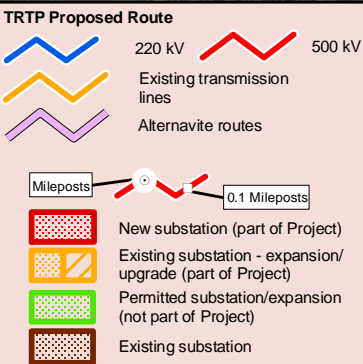 TRTP Proposed Route
220 kV
500 kV
Existing transmission
lines
Alternavite routes
Mileposts
0.1 Mileposts
New substation (part of Project)
Existing substation - expansion/
upgrade (part of Project)
Permitted substation/expansion
(not part of Project)
Existing substation